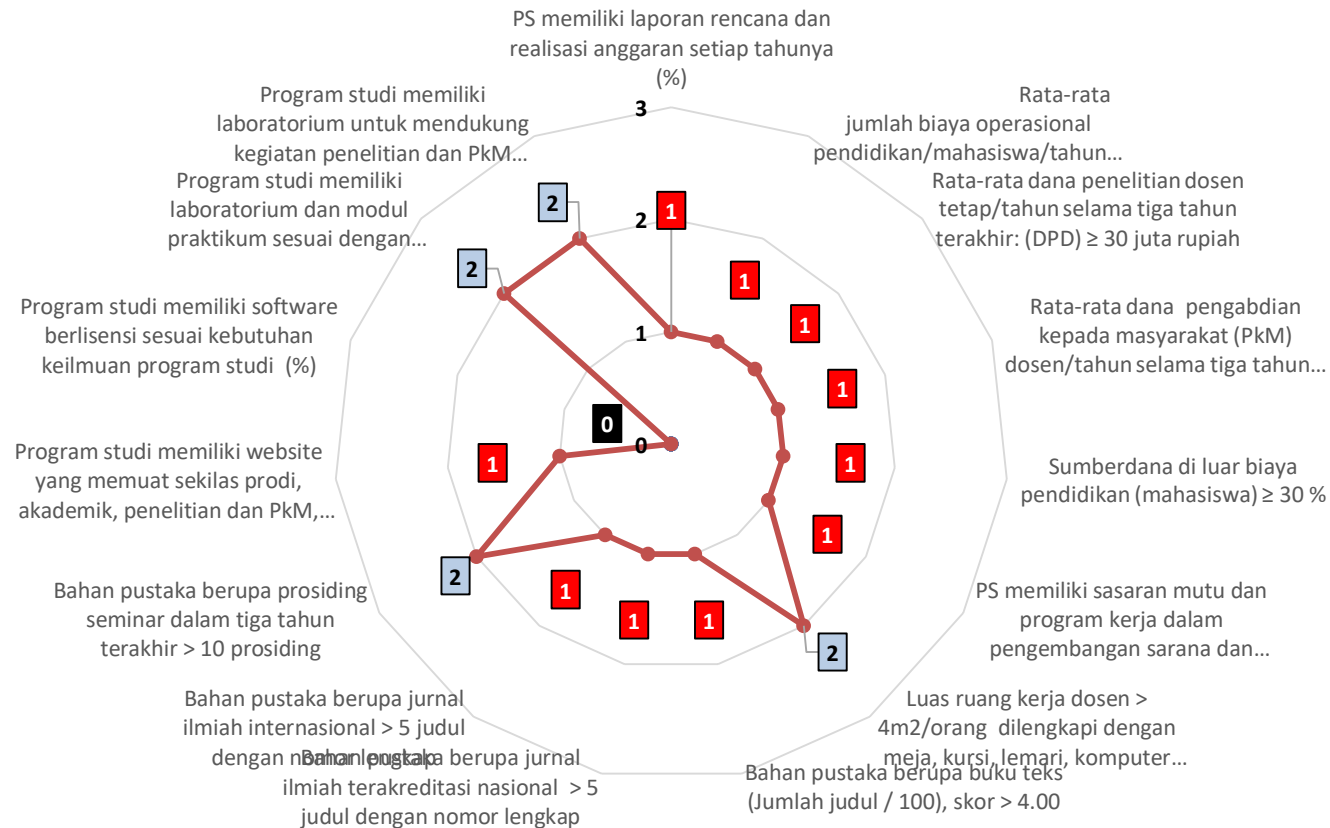 PS memiliki laporan rencana dan
realisasi anggaran setiap tahunya
(%)
Rata-rata
jumlah biaya operasional
pendidikan/mahasiswa/tahun...
Rata-rata dana penelitian dosen
tetap/tahun selama tiga tahun
terakhir: (DPD) ≥ 30 juta rupiah
Rata-rata dana  pengabdian
kepada masyarakat (PkM)
dosen/tahun selama tiga tahun...
Sumberdana di luar biaya
pendidikan (mahasiswa) ≥ 30 %
PS memiliki sasaran mutu dan
program kerja dalam
pengembangan sarana dan...
Luas ruang kerja dosen >
4m2/orang  dilengkapi dengan
meja, kursi, lemari, komputer...
Bahan pustaka berupa buku teks
(Jumlah judul / 100), skor > 4.00
Bahan pustaka berupa jurnal
ilmiah terakreditasi nasional  > 5
judul dengan nomor lengkap
Bahan pustaka berupa jurnal
ilmiah internasional > 5 judul
dengan nomor lengkap
Bahan pustaka berupa prosiding
seminar dalam tiga tahun
terakhir > 10 prosiding
Program studi memiliki website
yang memuat sekilas prodi,
akademik, penelitian dan PkM,...
Program studi memiliki software
berlisensi sesuai kebutuhan
keilmuan program studi  (%)
Program studi memiliki
laboratorium dan modul
praktikum sesuai dengan...
Program studi memiliki
laboratorium untuk mendukung
kegiatan penelitian dan PkM...
3
2
1
0
1
1
1
1
1
1
2
1
1
1
2
1
0
2
2